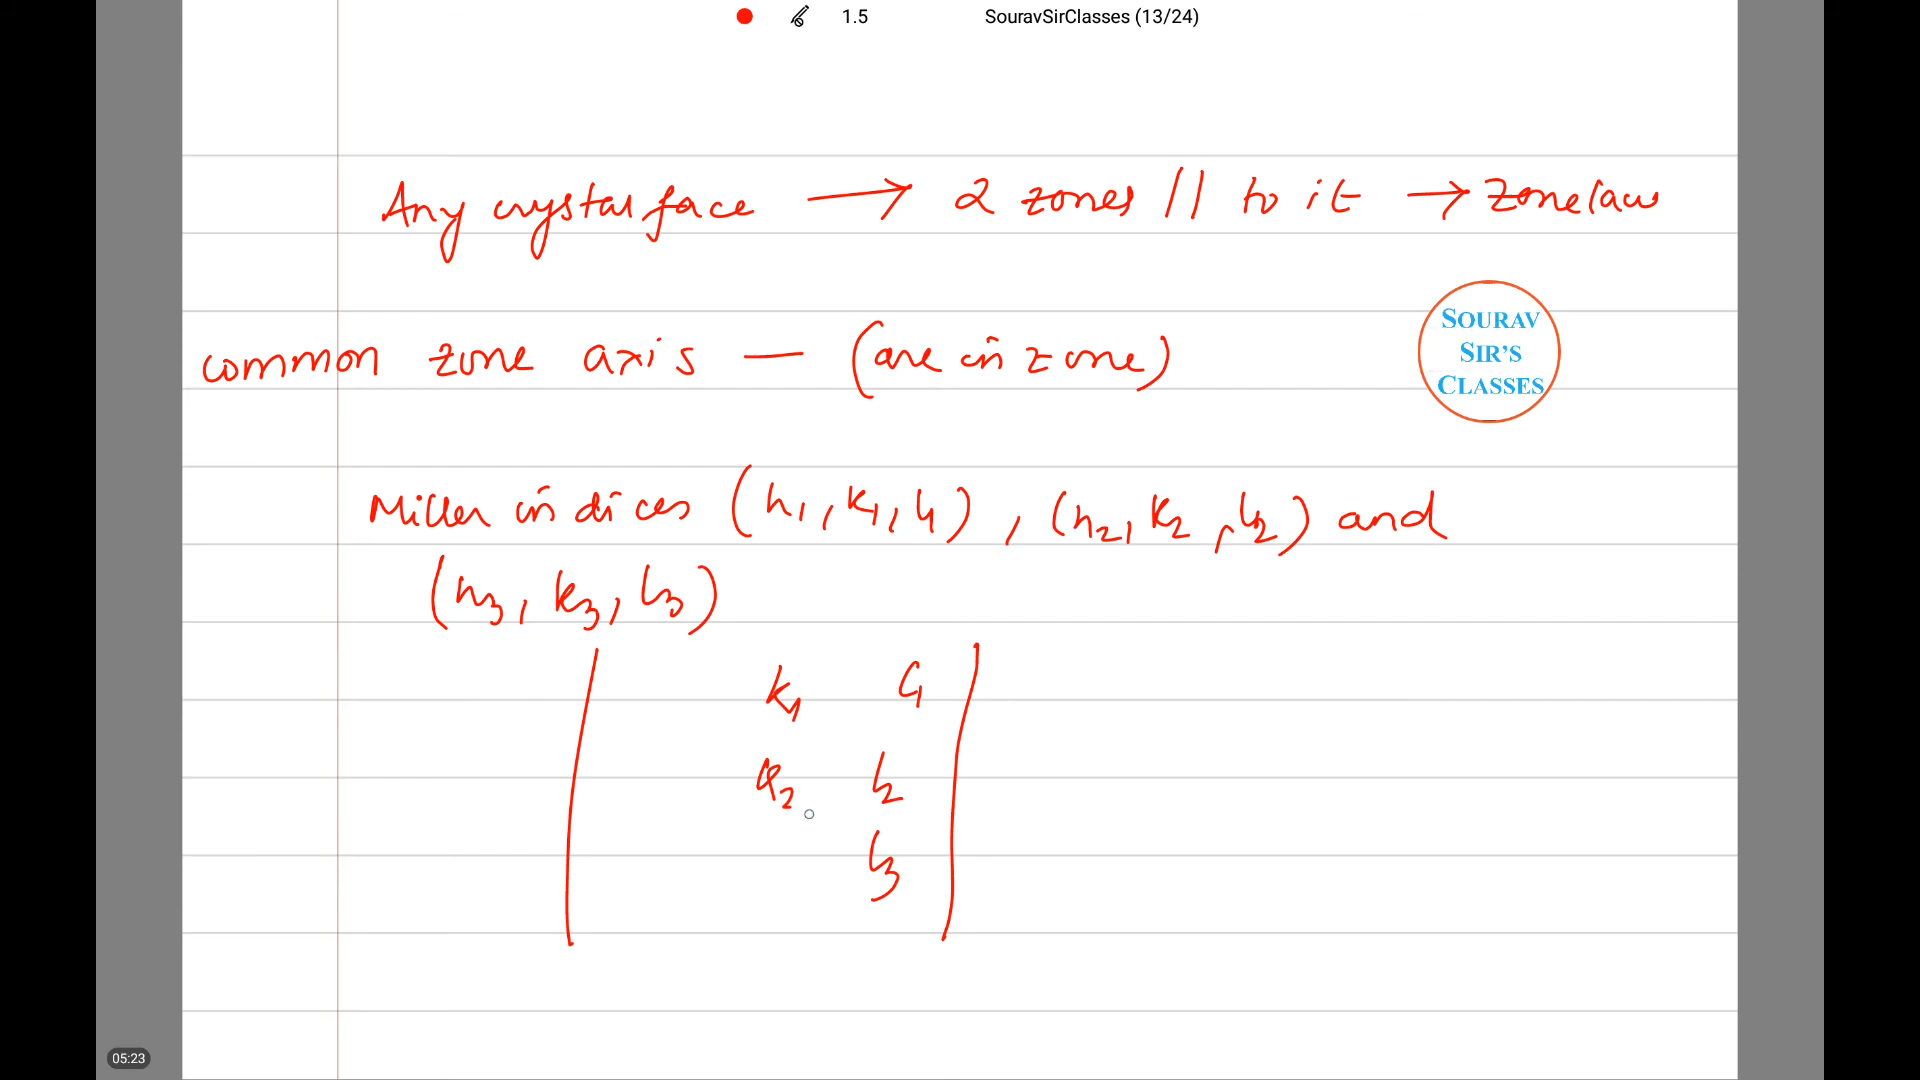 1.5 SouravSirClasses (13/24)
Any crystal face → 2 zones // to it → Zone law
common zone axis — (are in zone)
SOURAV
SIR'S
CLASSES
Miller indices (h1, k1, l1), (h2, k2, l2) and
(h3, k3, l3)
k1 l1
k2 l2
l3
05:23